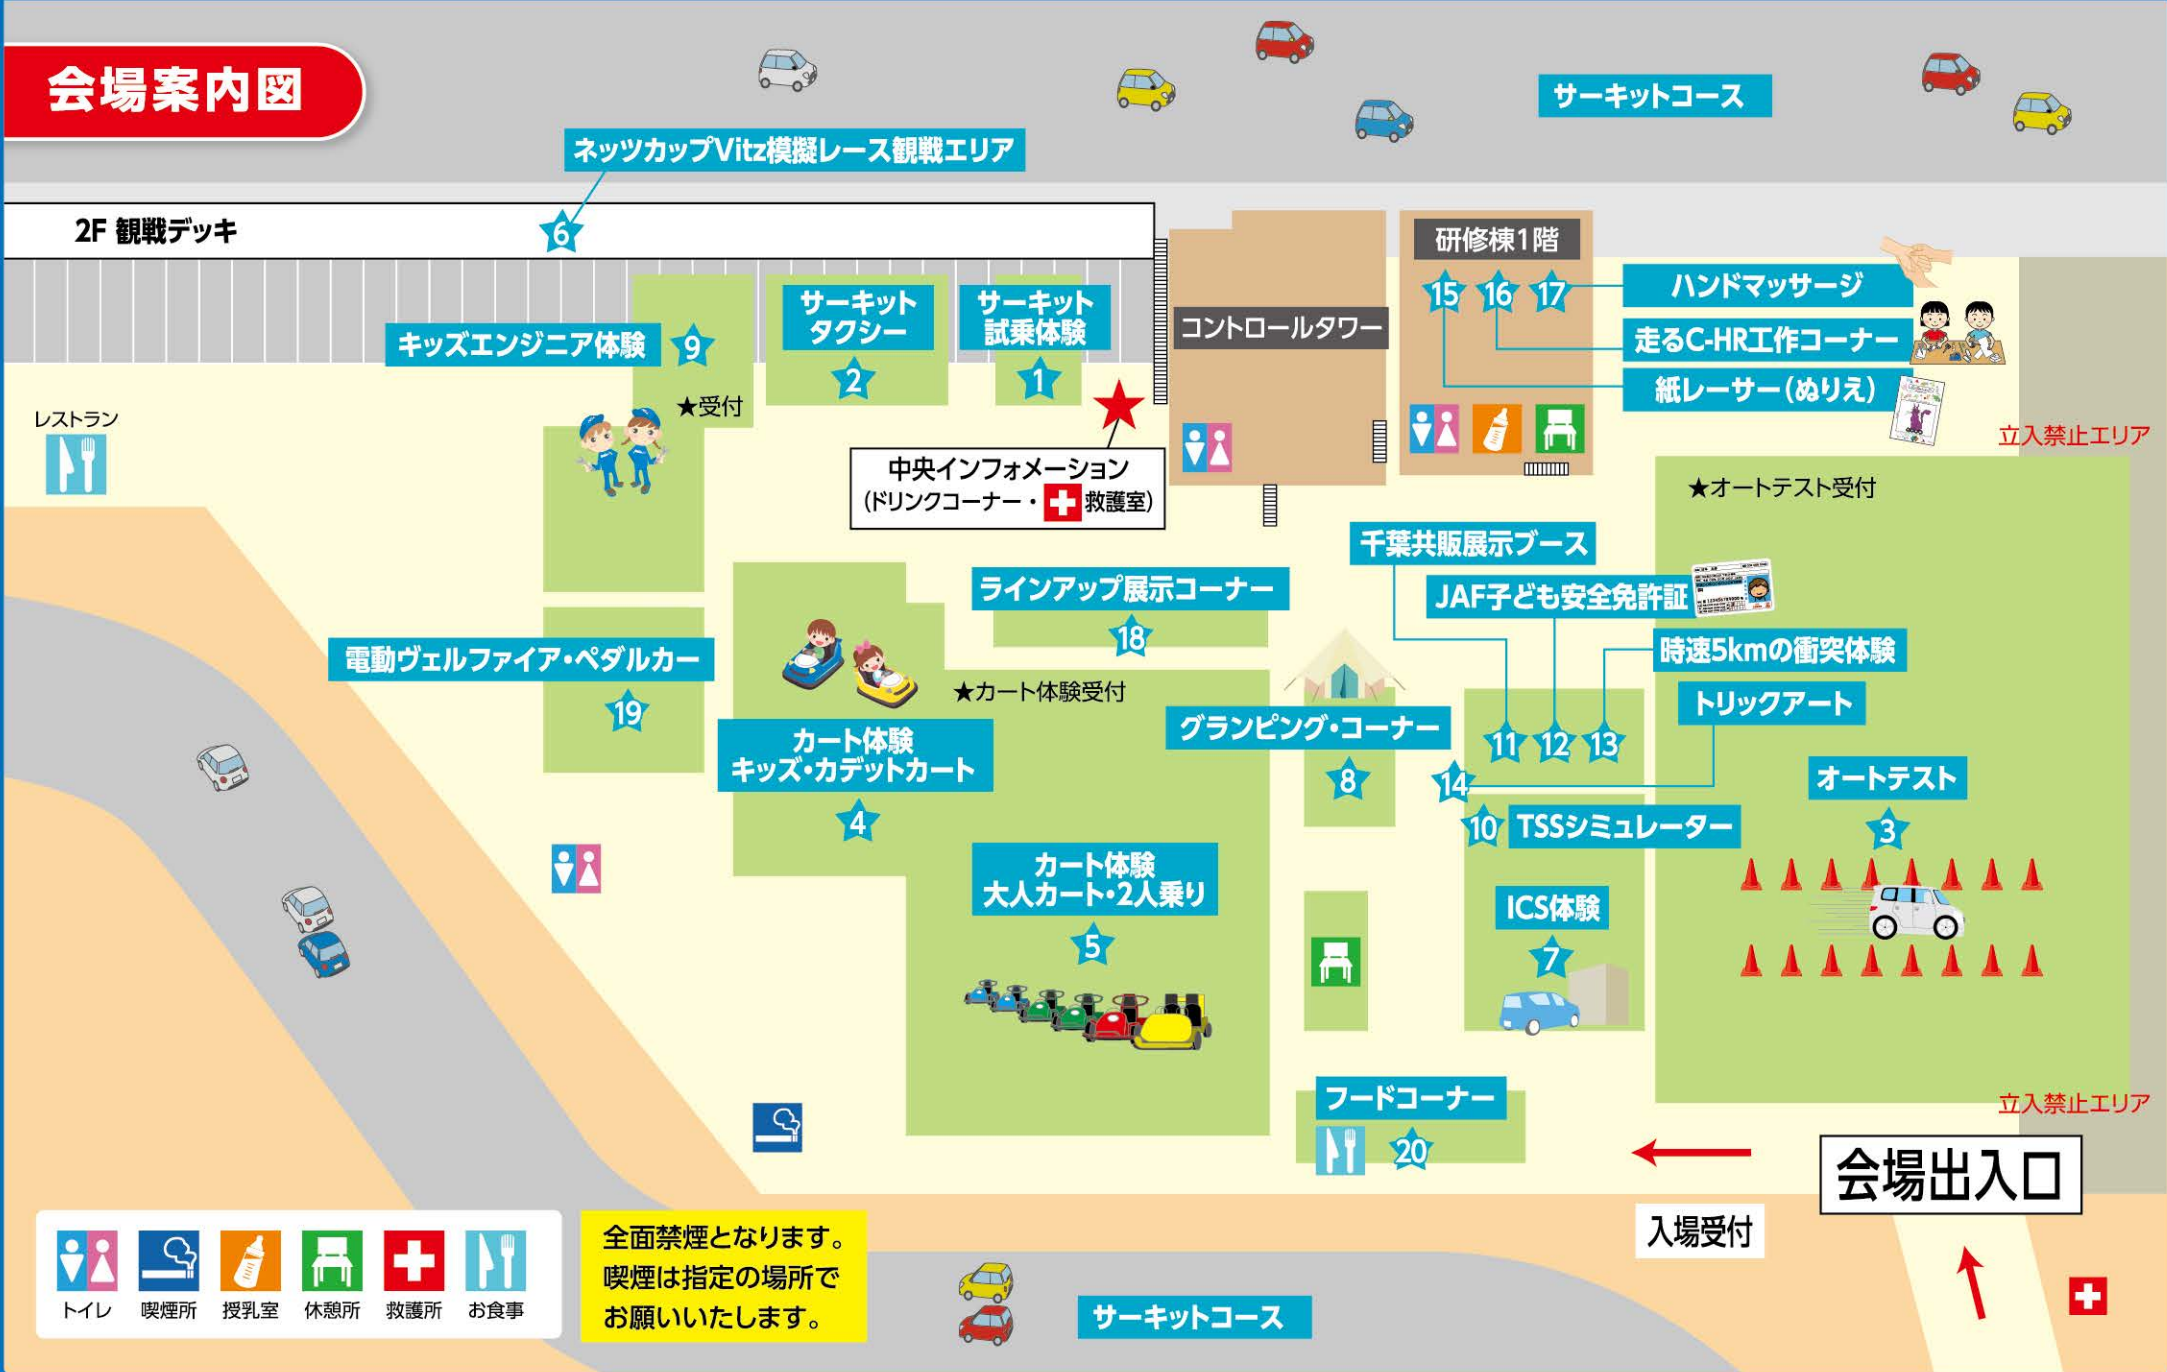 会場案内図
サーキットコース
ネッツカップVitz模擬レース観戦エリア
2F 観戦デッキ
6
研修棟1階
15 16 17
ハンドマッサージ
走るC-HR工作コーナー
紙レーサー(ぬりえ)
サーキット
タクシー
2
サーキット
試乗体験
1
コントロールタワー
キッズエンジニア体験
9
★受付
レストラン
中央インフォメーション
(ドリンクコーナー・救護室)
立入禁止エリア
★オートテスト受付
千葉共販展示ブース
JAF子ども安全免許証
時速5kmの衝突体験
トリックアート
ラインアップ展示コーナー
18
電動ヴェルファイア・ペダルカー
19
★カート体験受付
カート体験
キッズ・カデットカート
4
グランピング・コーナー
8
11 12 13
14
10
TSSシミュレーター
オートテスト
3
カート体験
大人カート・2人乗り
5
ICS体験
7
フードコーナー
20
立入禁止エリア
会場出入口
入場受付
トイレ
喫煙所
授乳室
休憩所
救護所
お食事
全面禁煙となります。
喫煙は指定の場所で
お願いいたします。
サーキットコース